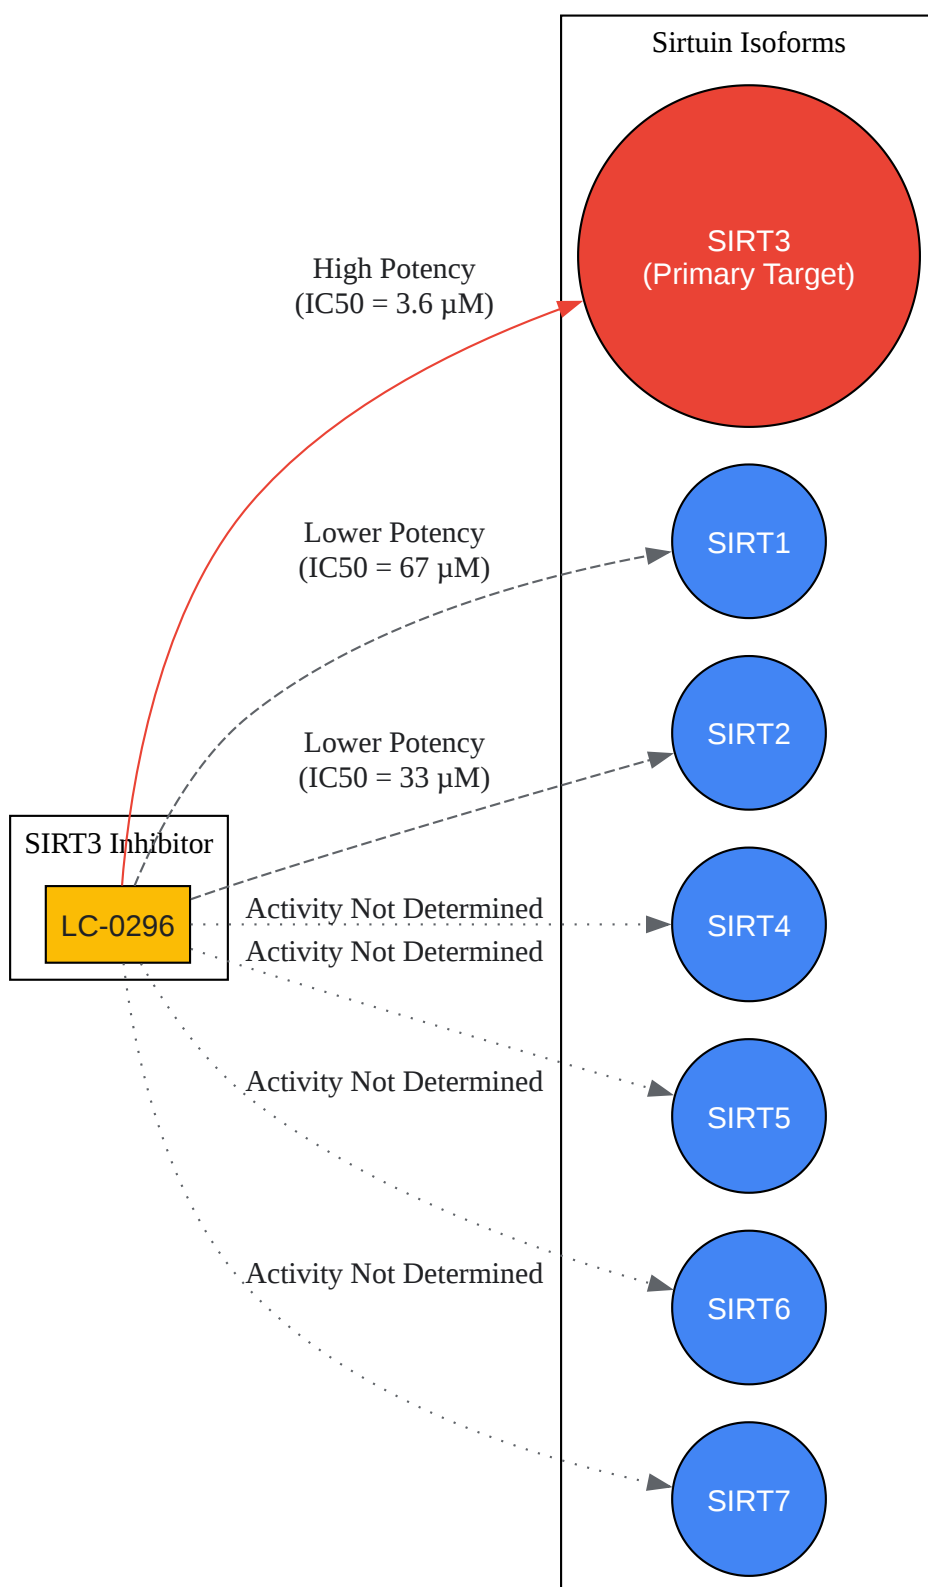 Sirtuin Isoforms
SIRT3
(Primary Target)
High Potency
(IC50 = 3.6 µM)
Lower Potency
(IC50 = 67 µM)
SIRT1
Lower Potency
(IC50 = 33 µM)
SIRT2
SIRT3 Inhibitor
LC-0296
Activity Not Determined
SIRT4
Activity Not Determined
Activity Not Determined
SIRT5
Activity Not Determined
SIRT6
SIRT7